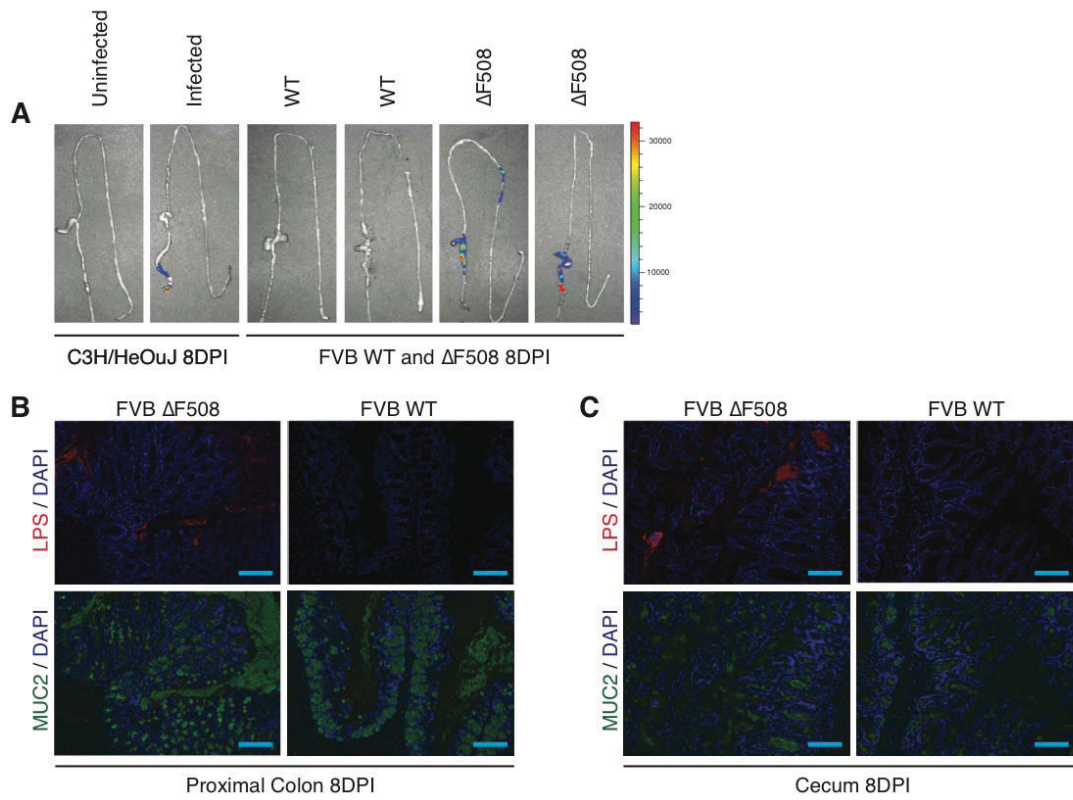 Uninfected
Infected
WT
WT
ΔF508
ΔF508
A
30000
20000
10000
C3H/HeOuJ 8DPI
FVB WT and ΔF508 8DPI
B
FVB ΔF508
FVB WT
LPS / DAPI
MUC2 / DAPI
Proximal Colon 8DPI
C
FVB ΔF508
FVB WT
LPS / DAPI
MUC2 / DAPI
Cecum 8DPI